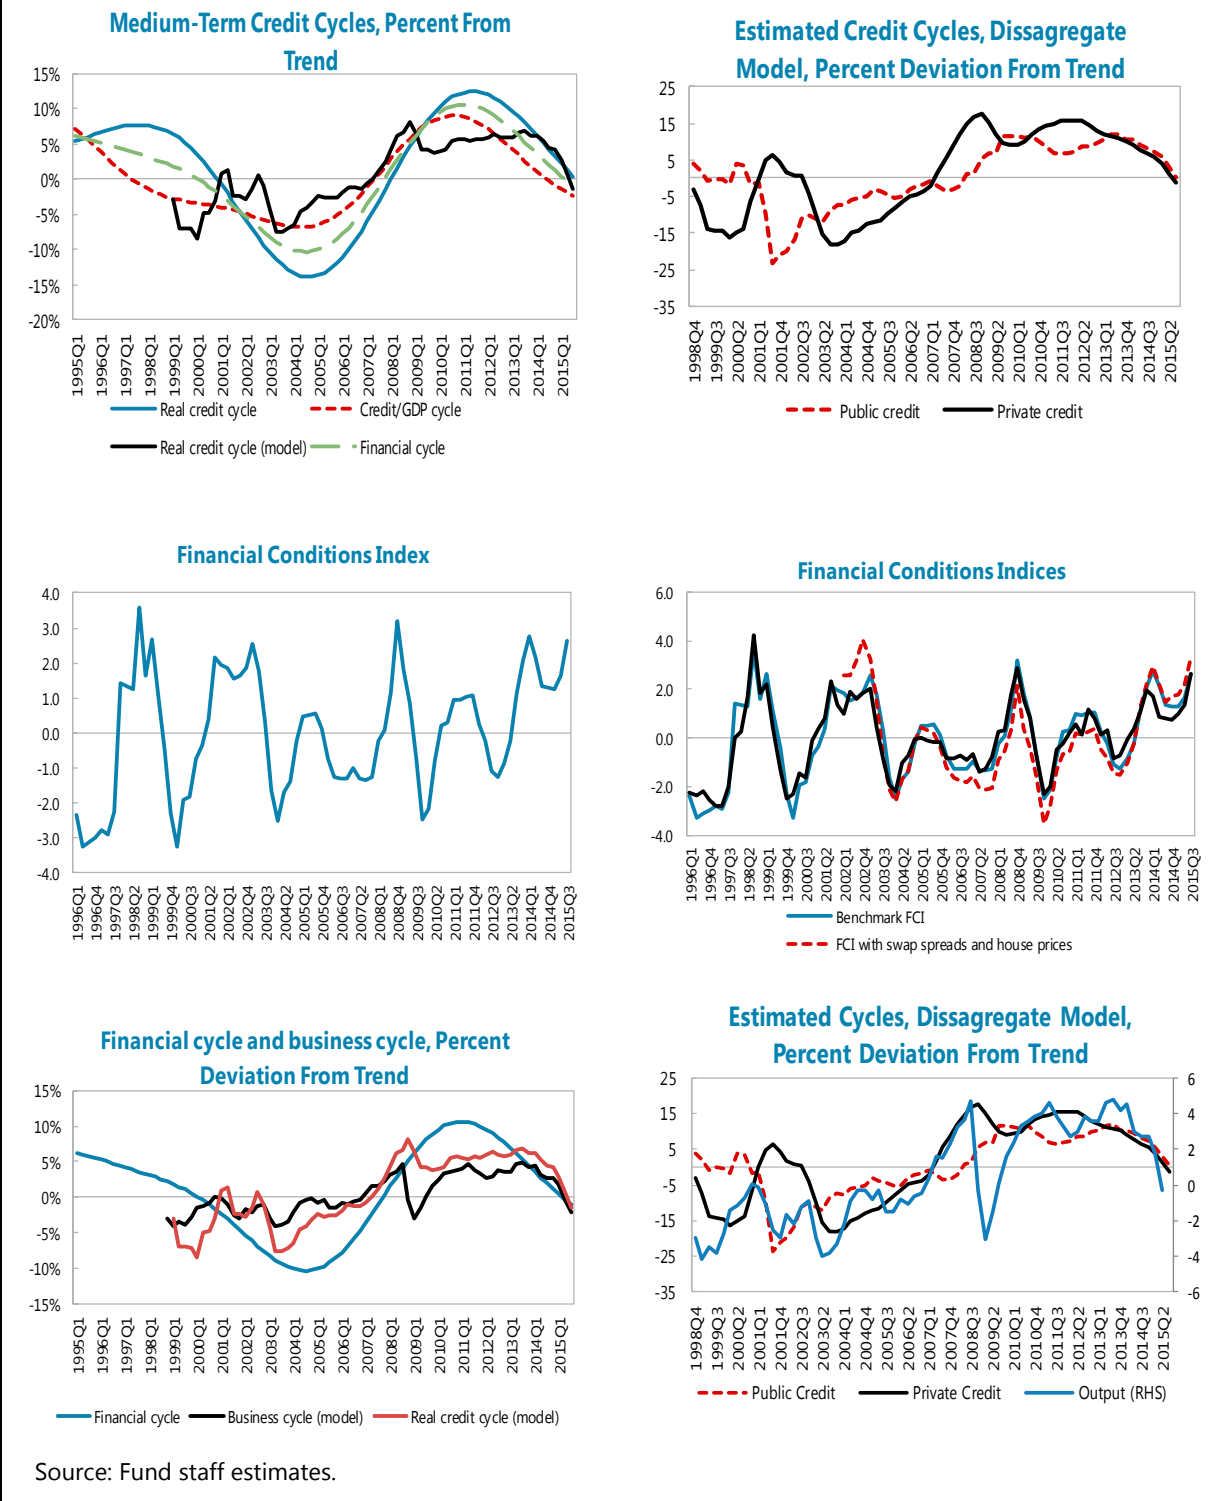 Medium-Term Credit Cycles, Percent From
Trend
15%
10%
5%
0%
-5%
-10%
-15%
-20%
1995Q1
1996Q1
1997Q1
1998Q1
1999Q1
2000Q1
2001Q1
2002Q1
2003Q1
2004Q1
2005Q1
2006Q1
2007Q1
2008Q1
2009Q1
2010Q1
2011Q1
2012Q1
2013Q1
2014Q1
2015Q1
Real credit cycle
Credit/GDP cycle
Real credit cycle (model)
Financial cycle
Estimated Credit Cycles, Dissagregate
Model, Percent Deviation From Trend
25
15
5
-5
-15
-25
-35
1998Q4
1999Q3
2000Q2
2001Q1
2001Q4
2002Q3
2003Q2
2004Q1
2004Q4
2005Q3
2006Q2
2007Q1
2007Q4
2008Q3
2009Q2
2010Q1
2010Q4
2011Q3
2012Q2
2013Q1
2013Q4
2014Q3
2015Q2
Public credit
Private credit
Financial Conditions Index
4.0
3.0
2.0
1.0
0.0
-1.0
-2.0
-3.0
-4.0
1996Q1
1996Q4
1997Q3
1998Q2
1999Q1
1999Q4
2000Q3
2001Q2
2002Q1
2002Q4
2003Q3
2004Q2
2005Q1
2005Q4
2006Q3
2007Q2
2008Q1
2008Q4
2009Q3
2010Q2
2011Q1
2011Q4
2012Q3
2013Q2
2014Q1
2014Q4
2015Q3
Financial Conditions Indices
6.0
4.0
2.0
0.0
-2.0
-4.0
1996Q1
1996Q4
1997Q3
1998Q2
1999Q1
1999Q4
2000Q3
2001Q2
2002Q1
2002Q4
2003Q3
2004Q2
2005Q1
2005Q4
2006Q3
2007Q2
2008Q1
2008Q4
2009Q3
2010Q2
2011Q1
2011Q4
2012Q3
2013Q2
2014Q1
2014Q4
2015Q3
Benchmark FCI
FCI with swap spreads and house prices
Financial cycle and business cycle, Percent
Deviation From Trend
15%
10%
5%
0%
-5%
-10%
-15%
1995Q1
1996Q1
1997Q1
1998Q1
1999Q1
2000Q1
2001Q1
2002Q1
2003Q1
2004Q1
2005Q1
2006Q1
2007Q1
2008Q1
2009Q1
2010Q1
2011Q1
2012Q1
2013Q1
2014Q1
2015Q1
Financial cycle
Business cycle (model)
Real credit cycle (model)
Estimated Cycles, Dissagregate Model,
Percent Deviation From Trend
25
15
5
-5
-15
-25
-35
6
4
2
0
-2
-4
-6
1998Q4
1999Q3
2000Q2
2001Q1
2001Q4
2002Q3
2003Q2
2004Q1
2004Q4
2005Q3
2006Q2
2007Q1
2007Q4
2008Q3
2009Q2
2010Q1
2010Q4
2011Q3
2012Q2
2013Q1
2013Q4
2014Q3
2015Q2
Public Credit
Private Credit
Output (RHS)
Source: Fund staff estimates.